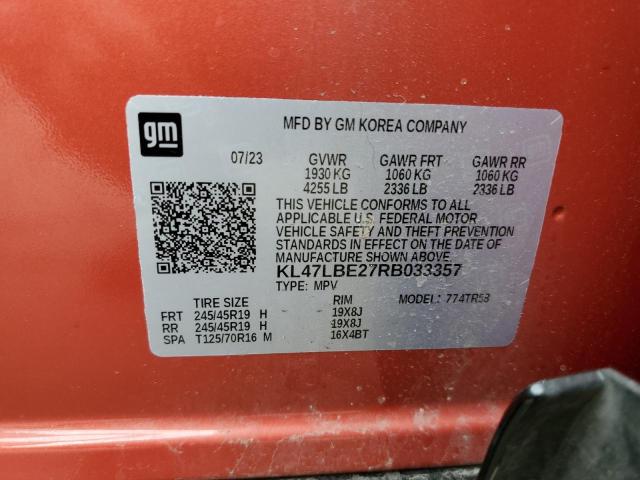 gm
MFD BY GM KOREA COMPANY
07/23 GVWR GAWR FRT GAWR RR
1930 KG 1060 KG 1060 KG
4255 LB 2336 LB 2336 LB
THIS VEHICLE CONFORMS TO ALL
APPLICABLE U.S. FEDERAL MOTOR
VEHICLE SAFETY AND THEFT PREVENTION
STANDARDS IN EFFECT ON THE DATE OF
MANUFACTURE SHOWN ABOVE.
KL47LBE27RB033357
TYPE: MPV MODEL: 774TR58
TIRE SIZE RIM
FRT 245/45R19 H 19X8J
RR 245/45R19 H 19X8J
SPA T125/70R16 M 16X4BT